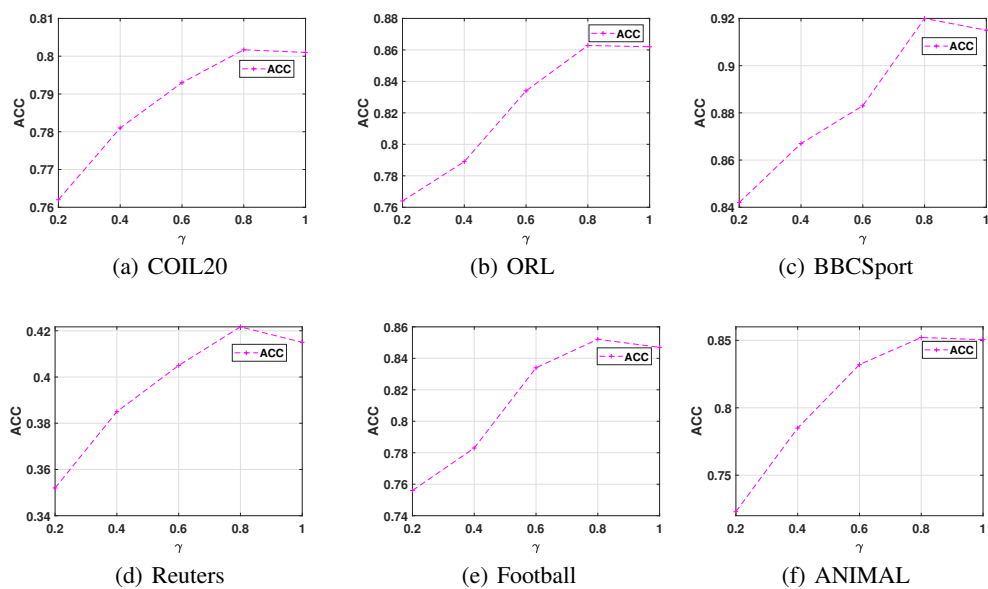 0.81
0.8
0.79
0.78
0.77
0.76
ACC
ACC
0.2 0.4 0.6 0.8 1
γ
(a) COIL20
0.88
0.86
0.84
0.82
0.8
0.78
0.76
ACC
ACC
0.2 0.4 0.6 0.8 1
γ
(b) ORL
0.92
0.9
0.88
0.86
0.84
ACC
ACC
0.2 0.4 0.6 0.8 1
γ
(c) BBCSport
0.42
0.4
0.38
0.36
0.34
ACC
ACC
0.2 0.4 0.6 0.8 1
γ
(d) Reuters
0.86
0.84
0.82
0.8
0.78
0.76
0.74
ACC
ACC
0.2 0.4 0.6 0.8 1
γ
(e) Football
0.85
0.8
0.75
ACC
ACC
0.2 0.4 0.6 0.8 1
γ
(f) ANIMAL